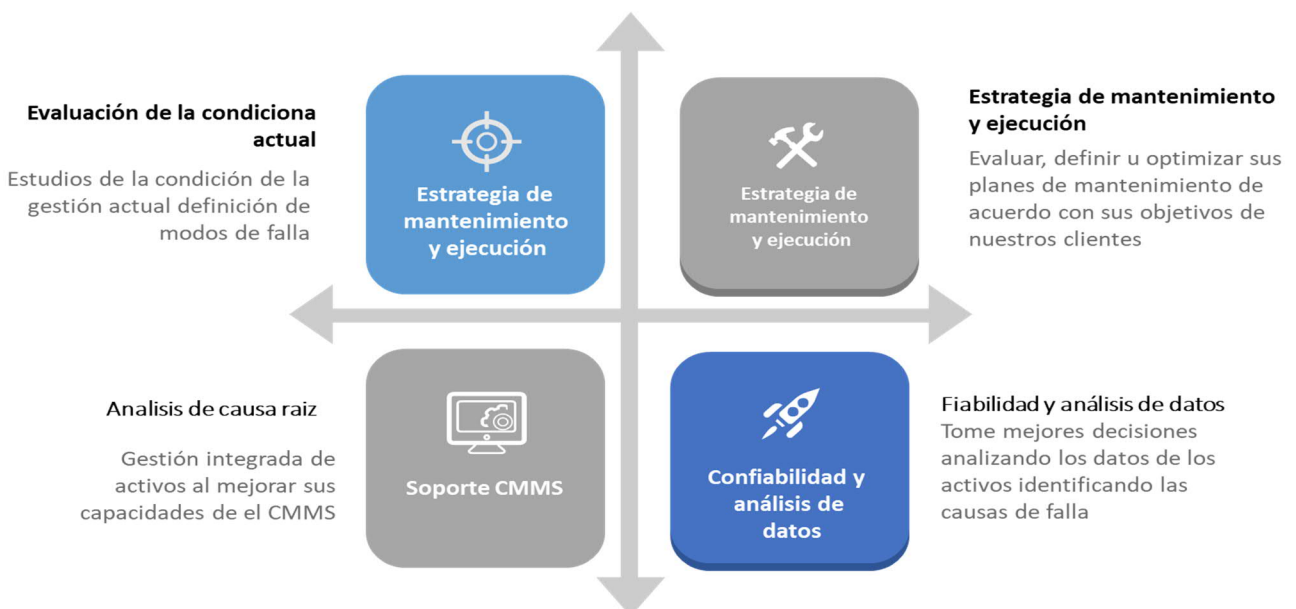 Evaluación de la condiciona
actual
Estudios de la condición de la
gestión actual definición de
modos de falla
Estrategia de
mantenimiento
y ejecución
Estrategia de
mantenimiento
y ejecución
Estrategia de mantenimiento
y ejecución
Evaluar, definir u optimizar sus
planes de mantenimiento de
acuerdo con sus objetivos de
nuestros clientes
Analisis de causa raiz
Gestión integrada de
activos al mejorar sus
capacidades de el CMMS
Soporte CMMS
Confiabilidad y
análisis de
datos
Fiabilidad y análisis de datos
Tome mejores decisiones
analizando los datos de los
activos identificando las
causas de falla